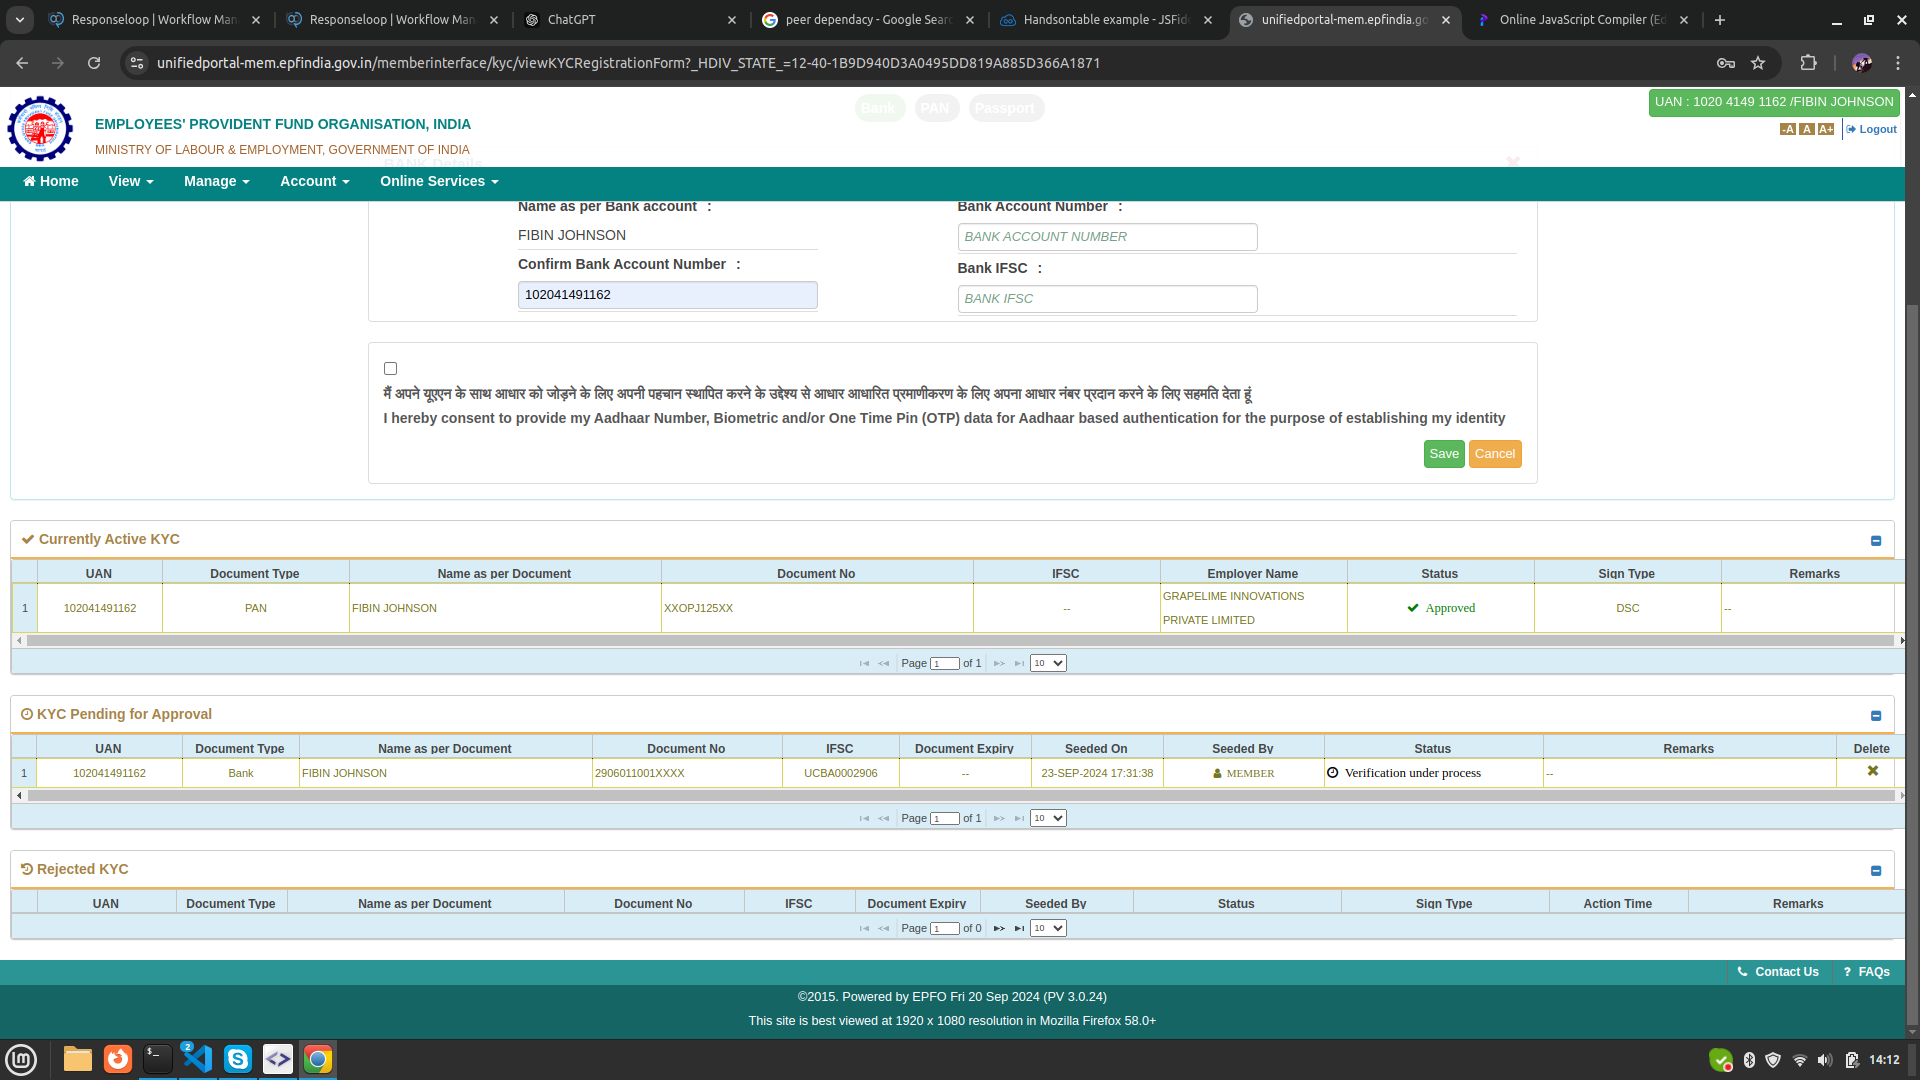 Responseloop | Workflow Man
Responseloop | Workflow Man
ChatGPT
peer dependacy - Google Searc
Handsontable example - JSFidd
unifiedportal-mem.epfindia.go
Online JavaScript Compiler (Ed
unifiedportal-mem.epfindia.gov.in/memberinterface/kyc/viewKYCRegistrationForm?_HDIV_STATE_=12-40-1B9D940D3A0495DD819A885D366A1871
Bank PAN Passport
UAN : 1020 4149 1162 /FIBIN JOHNSON
EMPLOYEES' PROVIDENT FUND ORGANISATION, INDIA
-A A A+ Logout
MINISTRY OF LABOUR & EMPLOYMENT, GOVERNMENT OF INDIA
BANK Details
Home View Manage Account Online Services
Name as per Bank account : Bank Account Number :
FIBIN JOHNSON BANK ACCOUNT NUMBER
Confirm Bank Account Number : Bank IFSC :
102041491162 BANK IFSC
मैं अपने यूएएन के साथ आधार को जोड़ने के लिए अपनी पहचान स्थापित करने के उद्देश्य से आधार आधारित प्रमाणीकरण के लिए अपना आधार नंबर प्रदान करने के लिए सहमति देता हूं
I hereby consent to provide my Aadhaar Number, Biometric and/or One Time Pin (OTP) data for Aadhaar based authentication for the purpose of establishing my identity
Save Cancel
Currently Active KYC
UAN Document Type Name as per Document Document No IFSC Employer Name Status Sign Type Remarks
1 102041491162 PAN FIBIN JOHNSON XXOPJ125XX -- GRAPELIME INNOVATIONS PRIVATE LIMITED Approved DSC --
Page 1 of 1 10
KYC Pending for Approval
UAN Document Type Name as per Document Document No IFSC Document Expiry Seeded On Seeded By Status Remarks Delete
1 102041491162 Bank FIBIN JOHNSON 2906011001XXXX UCBA0002906 -- 23-SEP-2024 17:31:38 MEMBER Verification under process --
Page 1 of 1 10
Rejected KYC
UAN Document Type Name as per Document Document No IFSC Document Expiry Seeded By Status Sign Type Action Time Remarks
Page 1 of 0 10
Contact Us ? FAQs
©2015. Powered by EPFO Fri 20 Sep 2024 (PV 3.0.24)
This site is best viewed at 1920 x 1080 resolution in Mozilla Firefox 58.0+
2
14:12